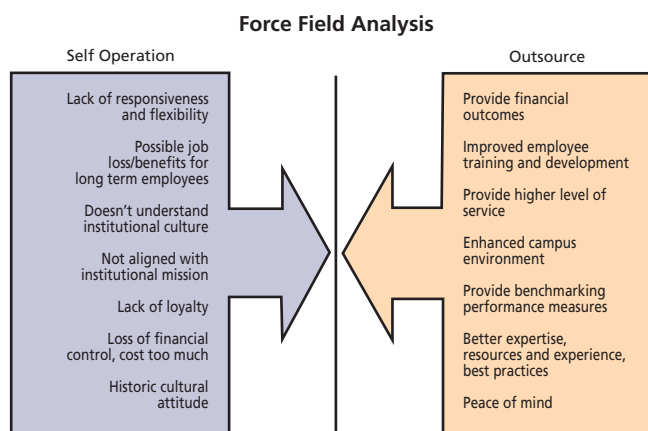 Force Field Analysis
Self Operation
Lack of responsiveness
and flexibility
Possible job
loss/benefits for
long term employees
Doesn't understand
institutional culture
Not aligned with
institutional mission
Lack of loyalty
Loss of financial
control, cost too much
Historic cultural
attitude
Outsource
Provide financial
outcomes
Improved employee
training and development
Provide higher level of
service
Enhanced campus
environment
Provide benchmarking
performance measures
Better expertise,
resources and experience,
best practices
Peace of mind